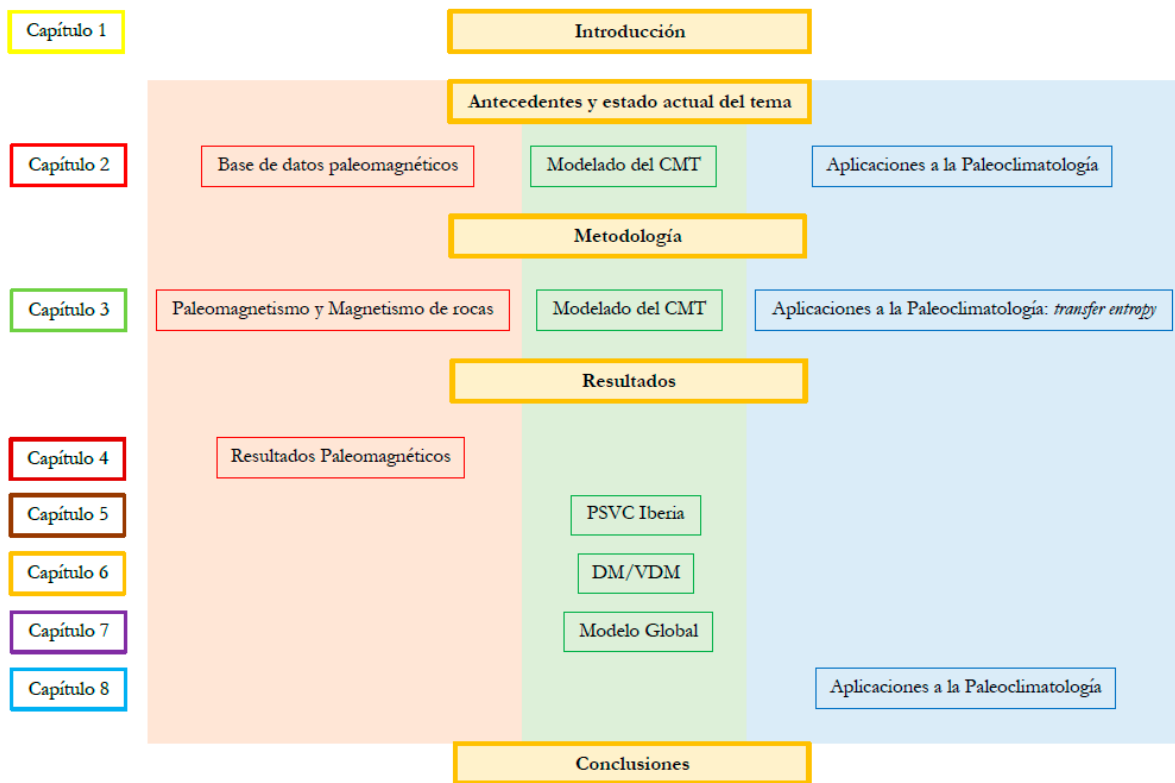 Capítulo 1
Introducción
Antecedentes y estado actual del tema
Capítulo 2
Base de datos paleomagnéticos
Modelado del CMT
Aplicaciones a la Paleoclimatología
Metodología
Capítulo 3
Paleomagnetismo y Magnetismo de rocas
Modelado del CMT
Aplicaciones a la Paleoclimatología: transfer entropy
Resultados
Capítulo 4
Resultados Paleomagnéticos
Capítulo 5
PSVC Iberia
Capítulo 6
DM/VDM
Capítulo 7
Modelo Global
Capítulo 8
Aplicaciones a la Paleoclimatología
Conclusiones